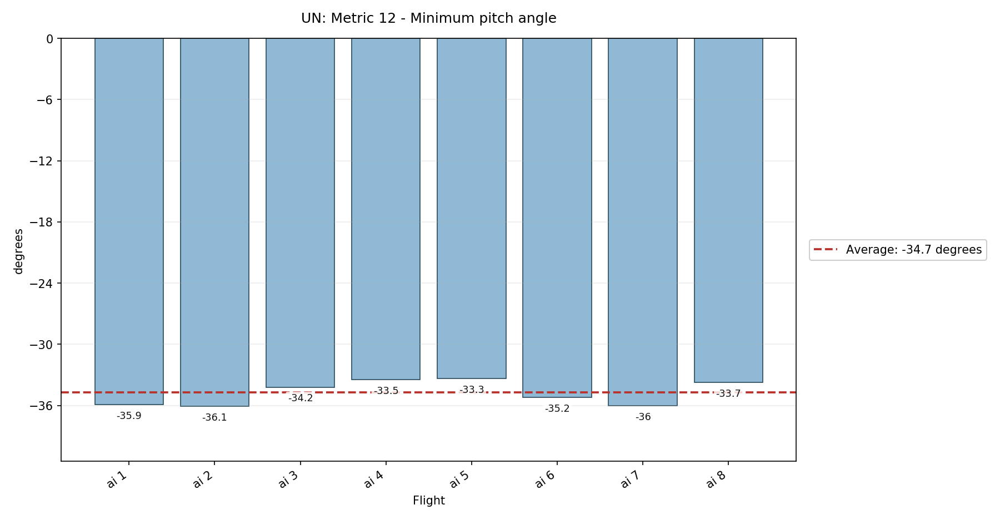 UN: Metric 12 - Minimum pitch angle
0
−6
−12
−18
−24
−30
−36
degrees
-35.9
-36.1
-34.2
-33.5
-33.3
-35.2
-36
-33.7
ai 1
ai 2
ai 3
ai 4
ai 5
ai 6
ai 7
ai 8
Flight
Average: -34.7 degrees